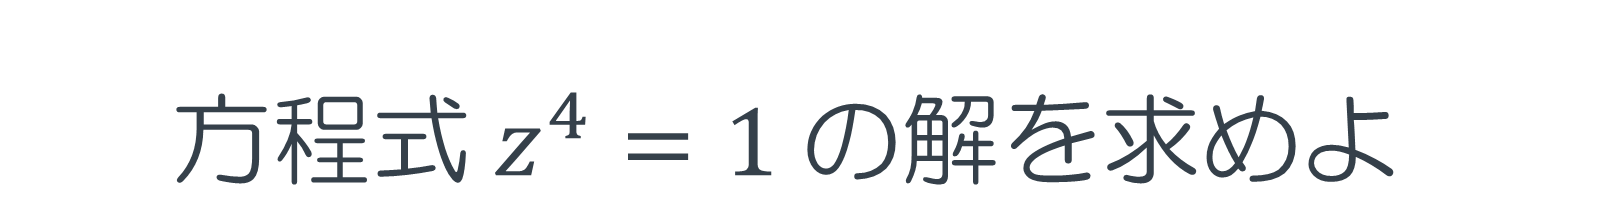 方程式 z⁴ = 1 の解を求めよ